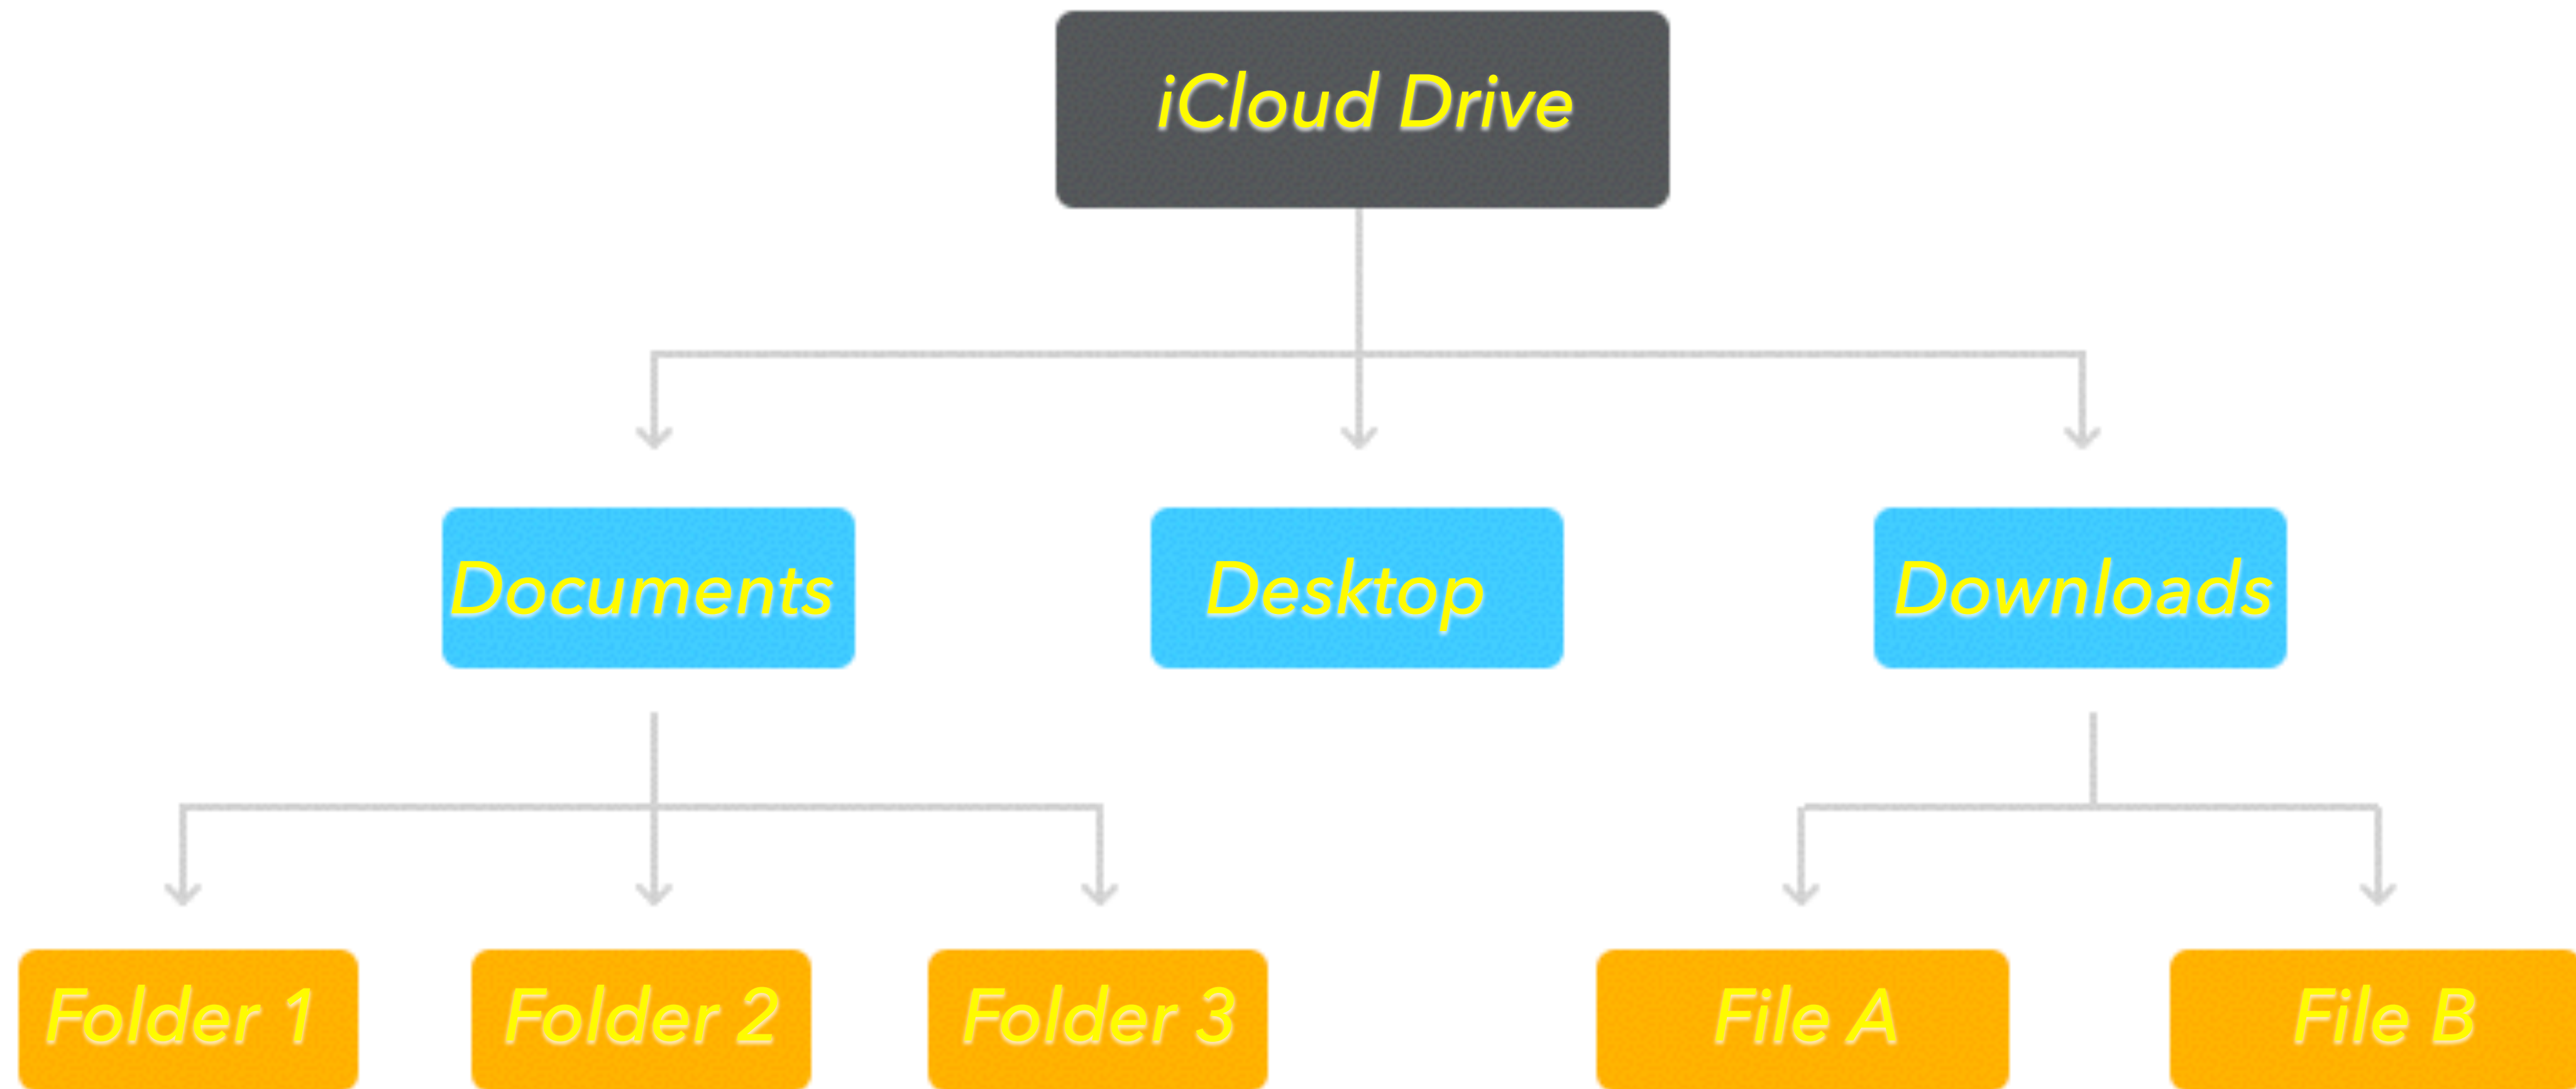 iCloud Drive
Documents
Desktop
Downloads
Folder 1
Folder 2
Folder 3
File A
File B